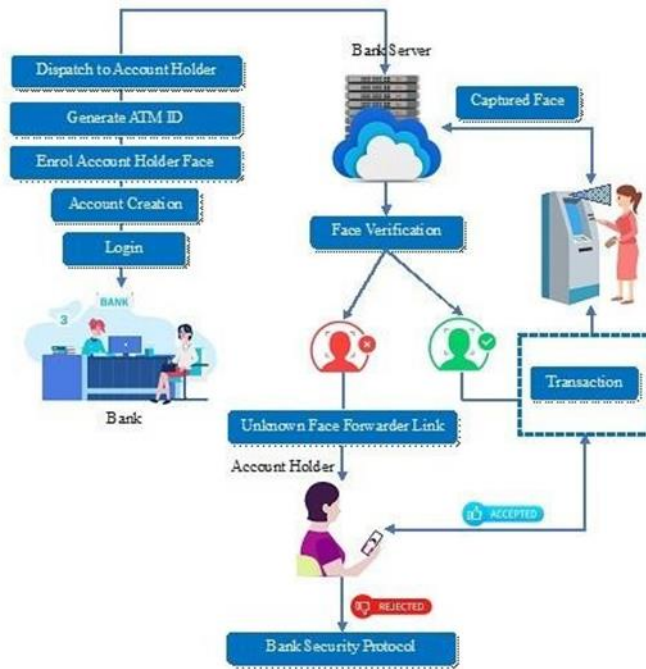 Bank Server
Dispatch to Account Holder
Captured Face
Generate ATM ID
Enrol Account Holder Face
Account Creation
Face Verification
Login
BANK
3
Transaction
Bank
Unknown Face Forwarder Link
Account Holder
ACCEPTED
REJECTED
Bank Security Protocol